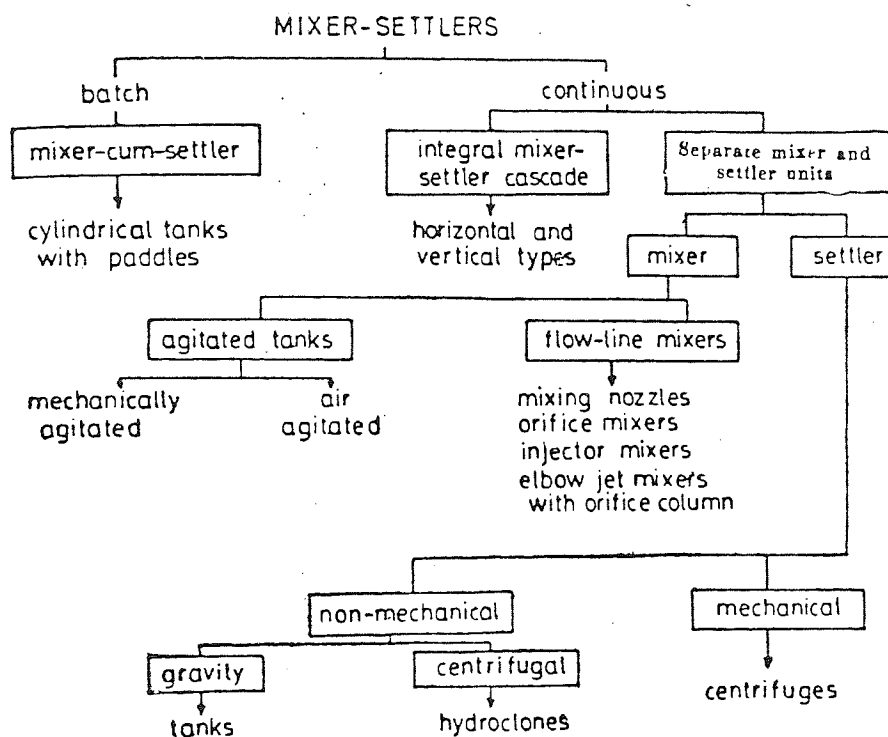 MIXER-SETTLERS
batch
continuous
mixer-cum-settler
integral mixer-
settler cascade
Separate mixer and
settler units
cylindrical tanks
with paddles
horizontal and
vertical types
mixer
settler
agitated tanks
flow-line mixers
mechanically
agitated
air
agitated
mixing nozzles
orifice mixers
injector mixers
elbow jet mixers
with orifice column
non-mechanical
mechanical
gravity
centrifugal
centrifuges
tanks
hydroclones